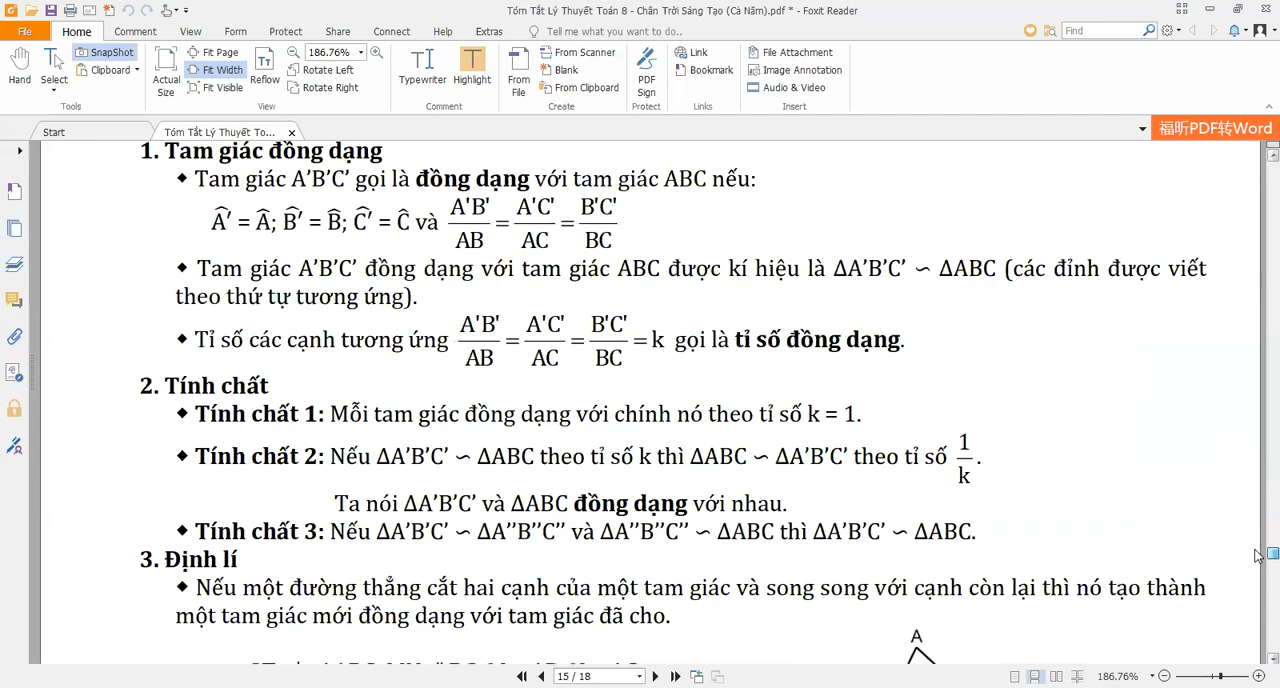 Tóm Tắt Lý Thuyết Toán 8 - Chân Trời Sáng Tạo (Cả Năm).pdf * - Foxit Reader
File Home Comment View Form Protect Share Connect Help Extras Tell me what you want to do.. Find
Hand Select SnapShot Clipboard Actual Size Fit Page Fit Width Fit Visible Reflow 186.76% Rotate Left Rotate Right Typewriter Highlight From File From Scanner Blank From Clipboard PDF Sign Link Bookmark File Attachment Image Annotation Audio & Video
Tools View Comment Create Protect Links Insert
Start Tóm Tắt Lý Thuyết To... 福昕PDF转Word
1. Tam giác đồng dạng
♦ Tam giác A’B’C’ gọi là đồng dạng với tam giác ABC nếu:
Â′ = Â; B̂′ = B̂; Ĉ′ = Ĉ và A'B'/AB = A'C'/AC = B'C'/BC
♦ Tam giác A’B’C’ đồng dạng với tam giác ABC được kí hiệu là ΔA’B’C’ ∽ ΔABC (các đỉnh được viết
theo thứ tự tương ứng).
♦ Tỉ số các cạnh tương ứng A'B'/AB = A'C'/AC = B'C'/BC = k gọi là tỉ số đồng dạng.
2. Tính chất
♦ Tính chất 1: Mỗi tam giác đồng dạng với chính nó theo tỉ số k = 1.
♦ Tính chất 2: Nếu ΔA’B’C’ ∽ ΔABC theo tỉ số k thì ΔABC ∽ ΔA’B’C’ theo tỉ số 1/k.
Ta nói ΔA’B’C’ và ΔABC đồng dạng với nhau.
♦ Tính chất 3: Nếu ΔA’B’C’ ∽ ΔA’’B’’C’’ và ΔA’’B’’C’’ ∽ ΔABC thì ΔA’B’C’ ∽ ΔABC.
3. Định lí
♦ Nếu một đường thẳng cắt hai cạnh của một tam giác và song song với cạnh còn lại thì nó tạo thành
một tam giác mới đồng dạng với tam giác đã cho.
A
15 / 18 186.76%